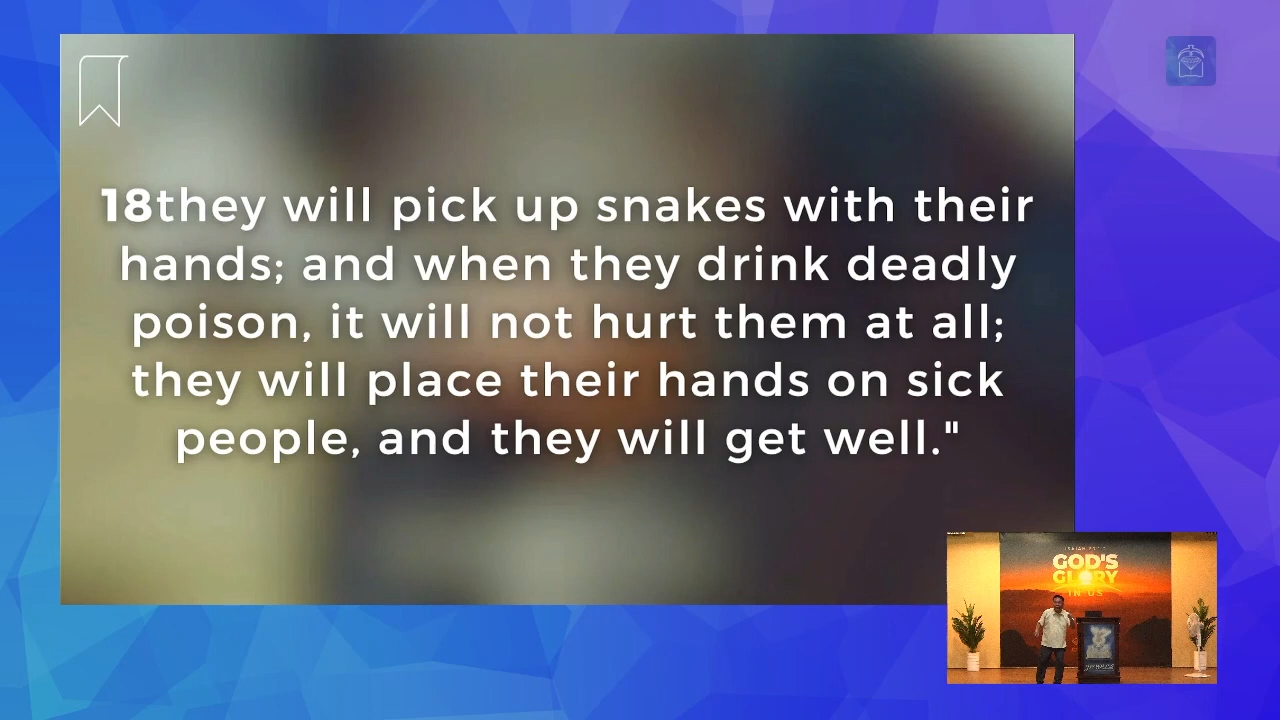 18they will pick up snakes with their
hands; and when they drink deadly
poison, it will not hurt them at all;
they will place their hands on sick
people, and they will get well."
GOD'S
GLORY
IN US